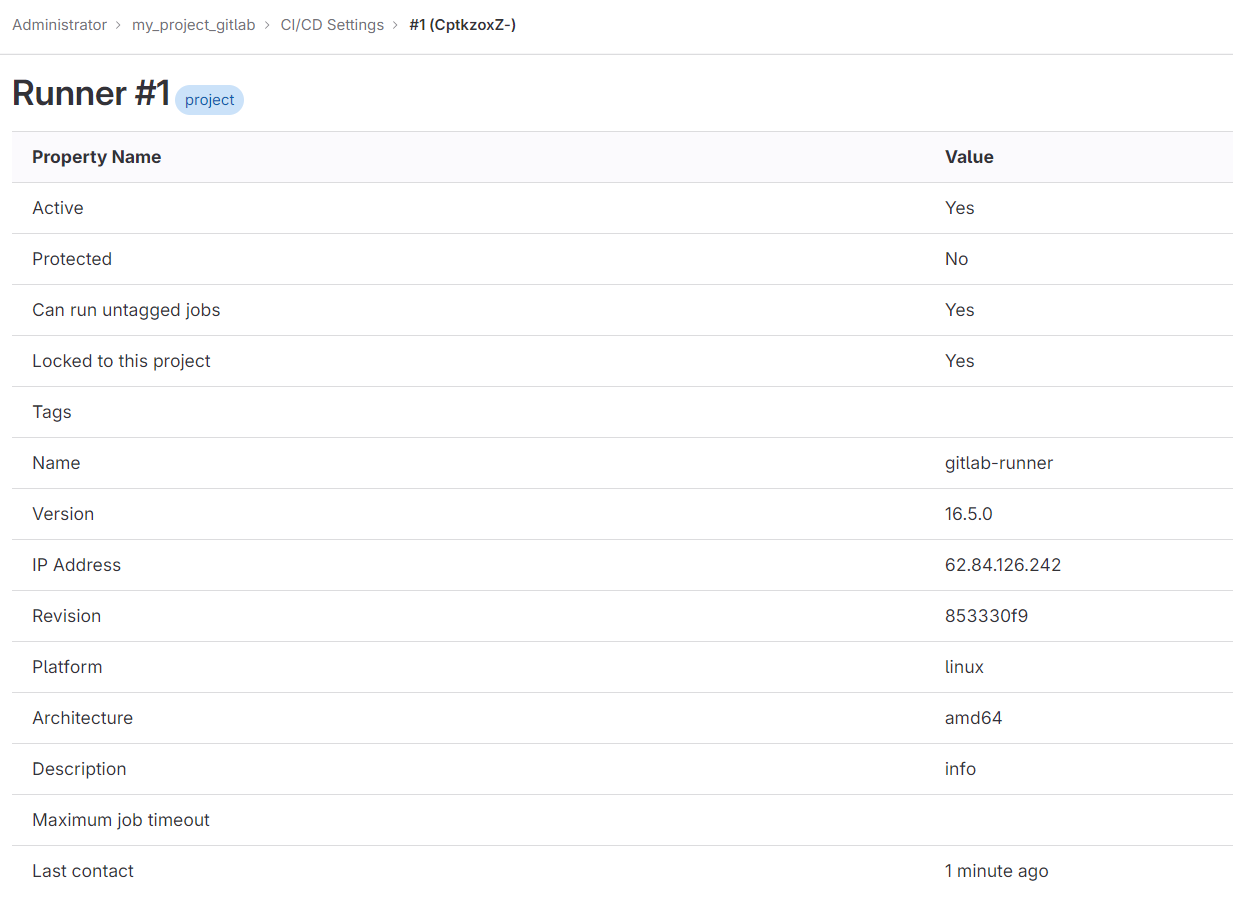 Administrator › my_project_gitlab › CI/CD Settings › #1 (CptkzoxZ-)
Runner #1 project
Property Name Value
Active Yes
Protected No
Can run untagged jobs Yes
Locked to this project Yes
Tags
Name gitlab-runner
Version 16.5.0
IP Address 62.84.126.242
Revision 853330f9
Platform linux
Architecture amd64
Description info
Maximum job timeout
Last contact 1 minute ago